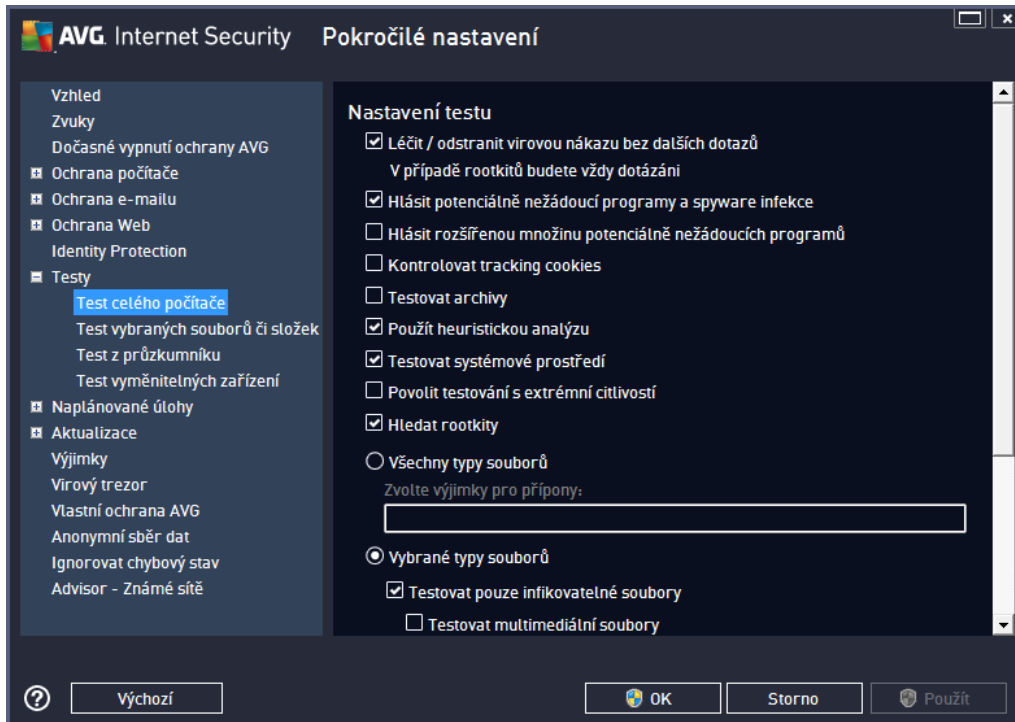 AVG. Internet Security Pokročilé nastavení
Vzhled
Zvuky
Dočasné vypnutí ochrany AVG
Ochrana počítače
Ochrana e-mailu
Ochrana Web
Identity Protection
Testy
Test celého počítače
Test vybraných souborů či složek
Test z průzkumníku
Test vyměnitelných zařízení
Naplánované úlohy
Aktualizace
Výjimky
Virový trezor
Vlastní ochrana AVG
Anonymní sběr dat
Ignorovat chybový stav
Advisor - Známé sítě
Nastavení testu
Léčit / odstranit virovou nákazu bez dalších dotazů
V případě rootkitů budete vždy dotázáni
Hlásit potenciálně nežádoucí programy a spyware infekce
Hlásit rozšířenou množinu potenciálně nežádoucích programů
Kontrolovat tracking cookies
Testovat archivy
Použít heuristickou analýzu
Testovat systémové prostředí
Povolit testování s extrémní citlivostí
Hledat rootkity
Všechny typy souborů
Zvolte výjimky pro přípony:
Vybrané typy souborů
Testovat pouze infikovatelné soubory
Testovat multimediální soubory
Výchozí
OK
Storno
Použít